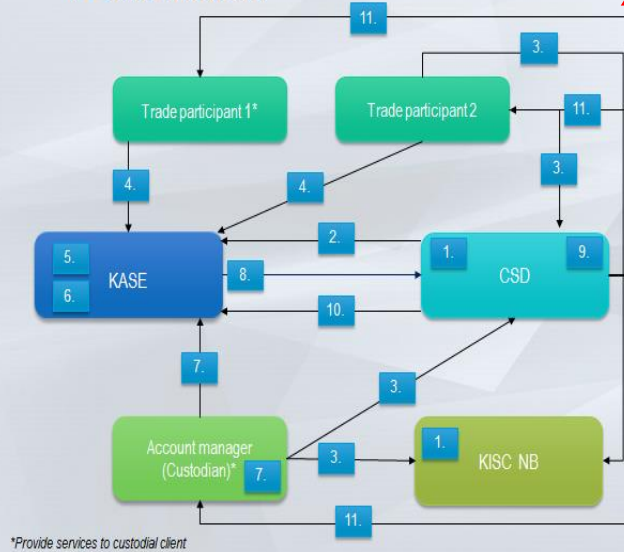 11.
3.
Trade participant 1*
Trade participant 2
11.
4.
4.
3.
5.
KASE
6.
2.
8.
10.
1.
CSD
9.
7.
3.
Account manager
(Custodian)*
7.
3.
1.
KISC NB
11.
*Provide services to custodial client